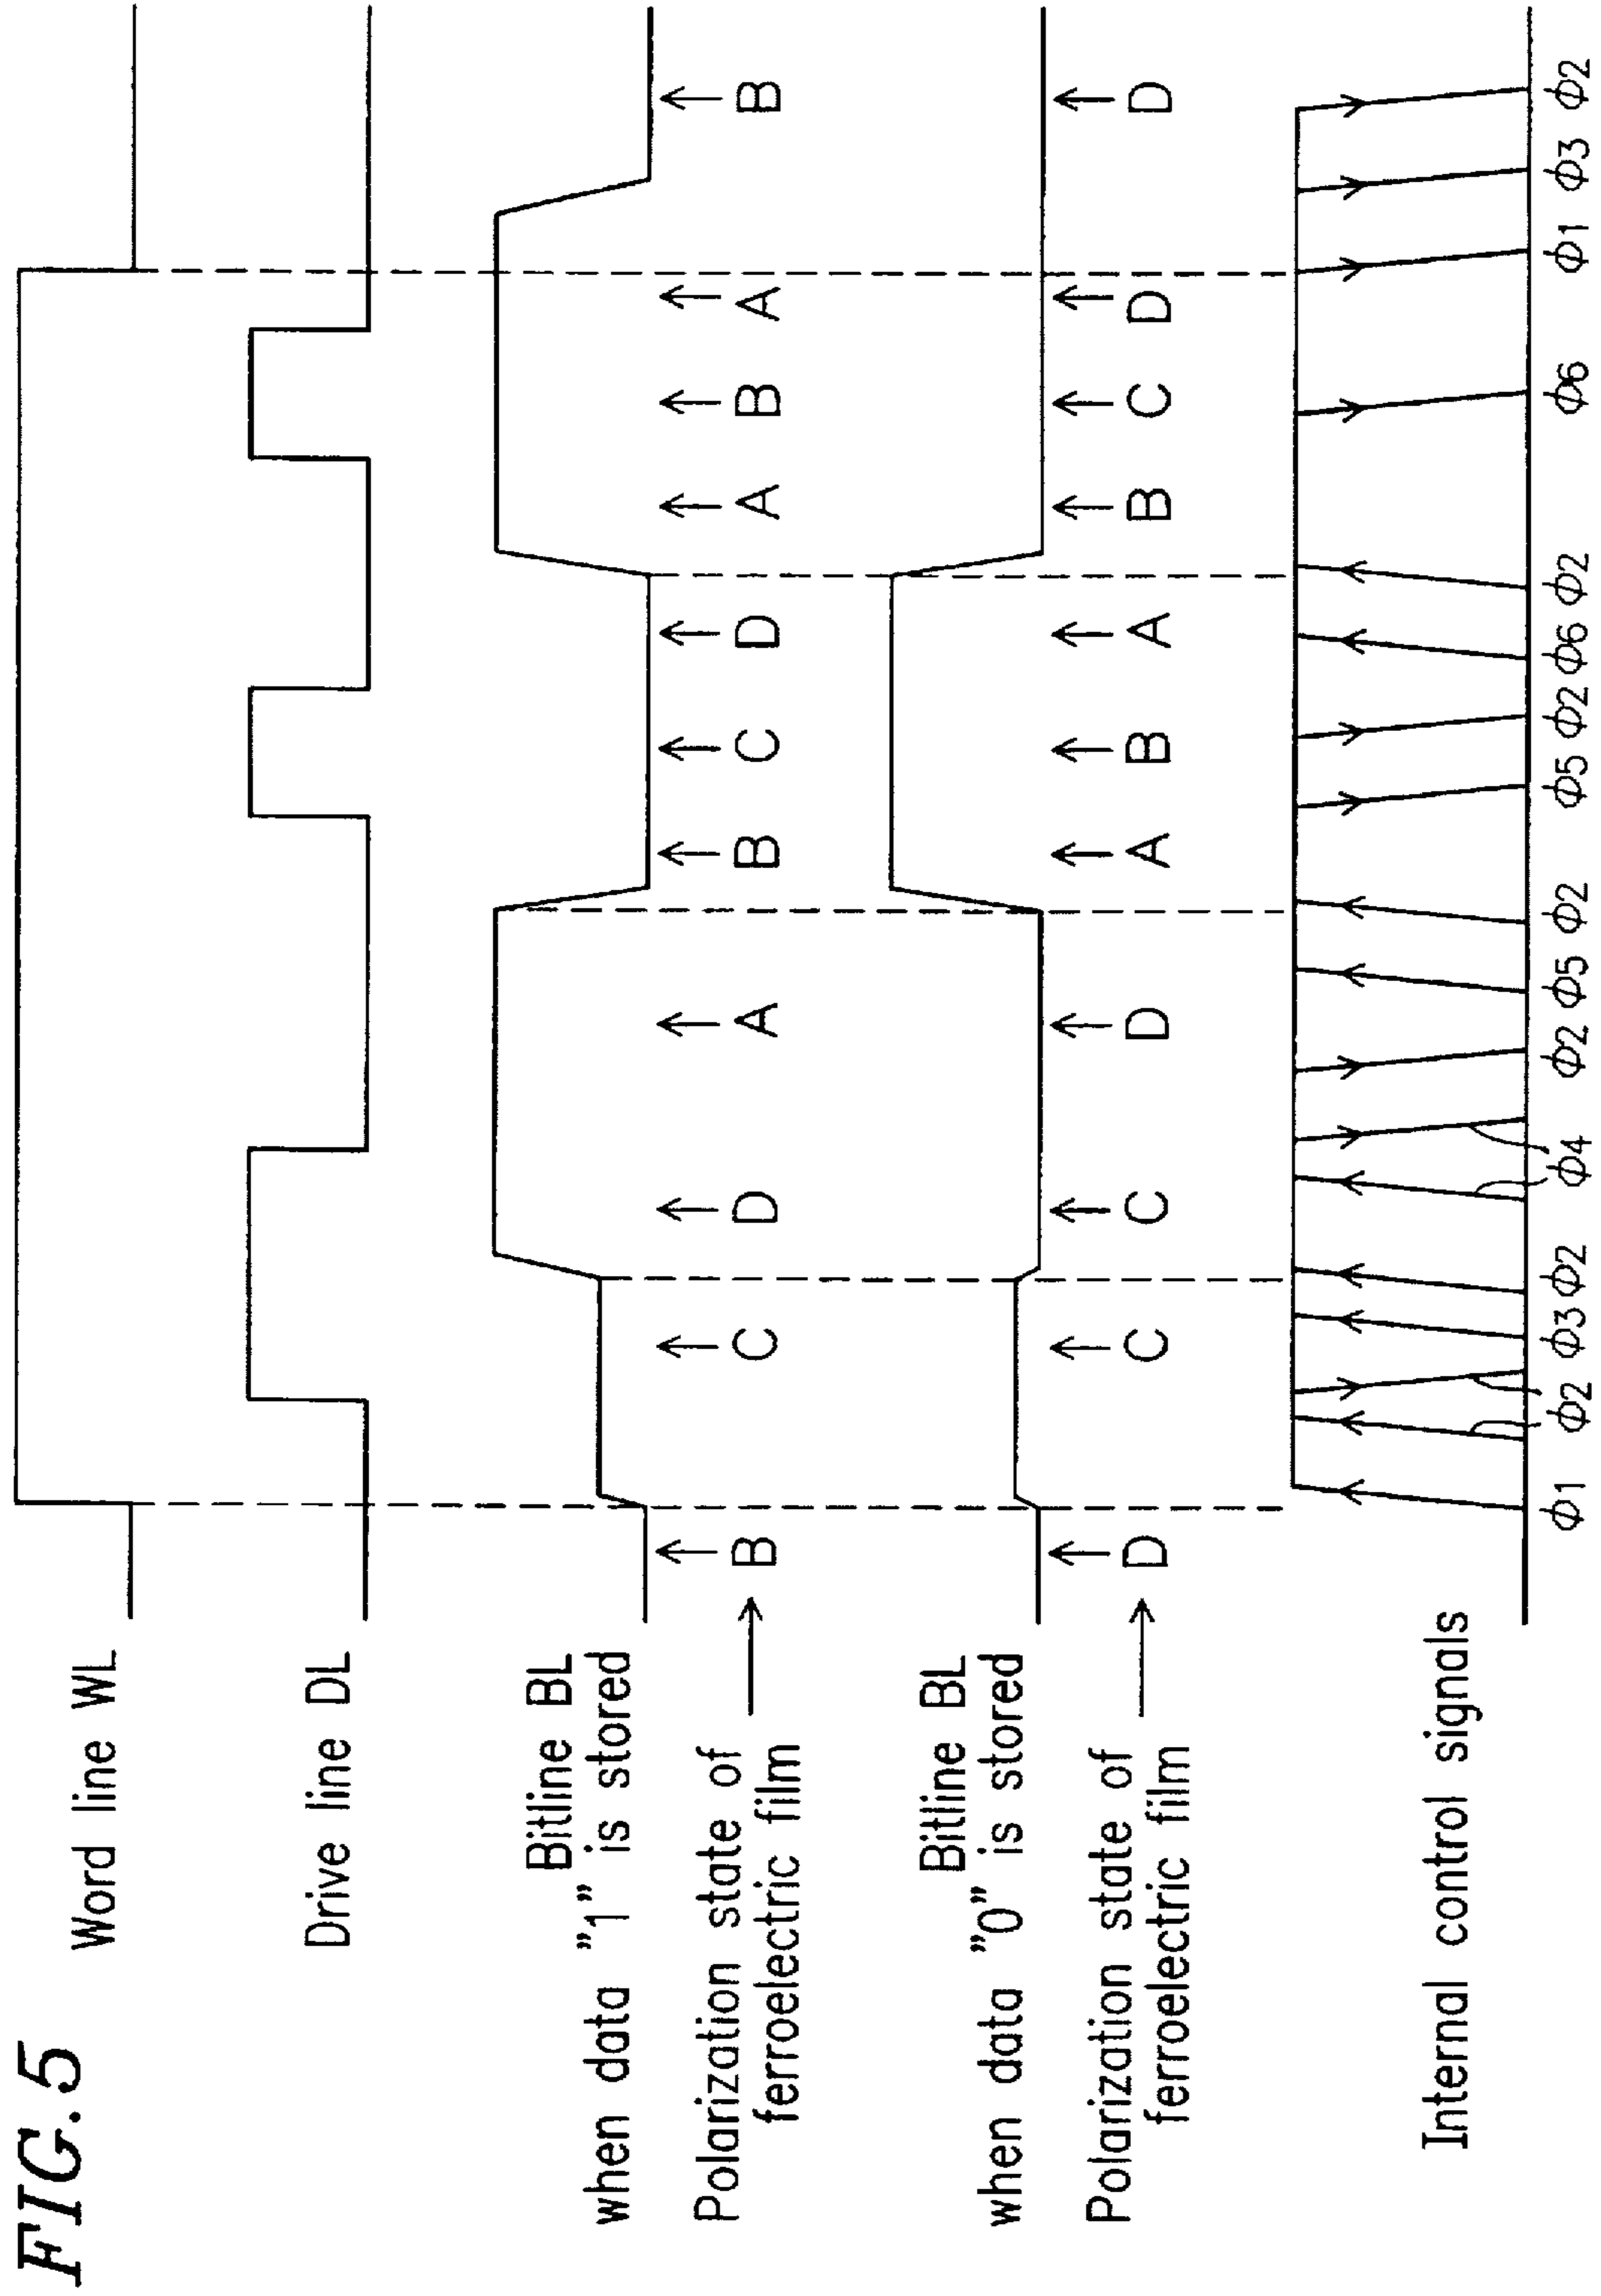 FIG.5
Word line WL
Drive line DL
Bitline BL
when data "1" is stored
Polarization state of
ferroelectric film
B C D A B C D A B A B
Bitline BL
when data "0" is stored
Polarization state of
ferroelectric film
D C C D A B A B C D D
Internal control signals
Φ1 Φ2 Φ3 Φ2 Φ4 Φ2 Φ5 Φ2 Φ5 Φ2 Φ6 Φ2 Φ6 Φ1 Φ3 Φ2